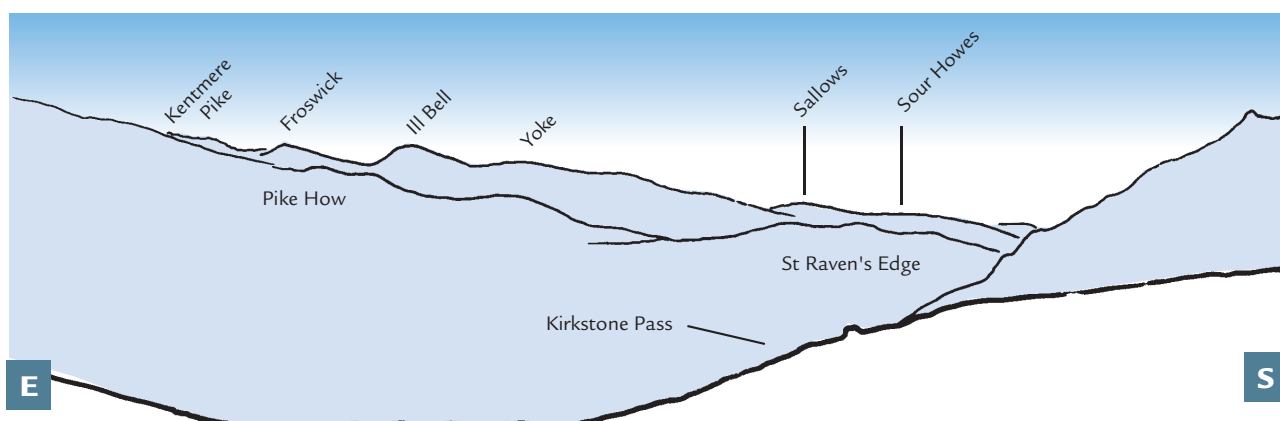 Kentmere
Pike
Froswick
Ill Bell
Yoke
Sallows
Sour Howes
Pike How
St Raven's Edge
Kirkstone Pass
E
S